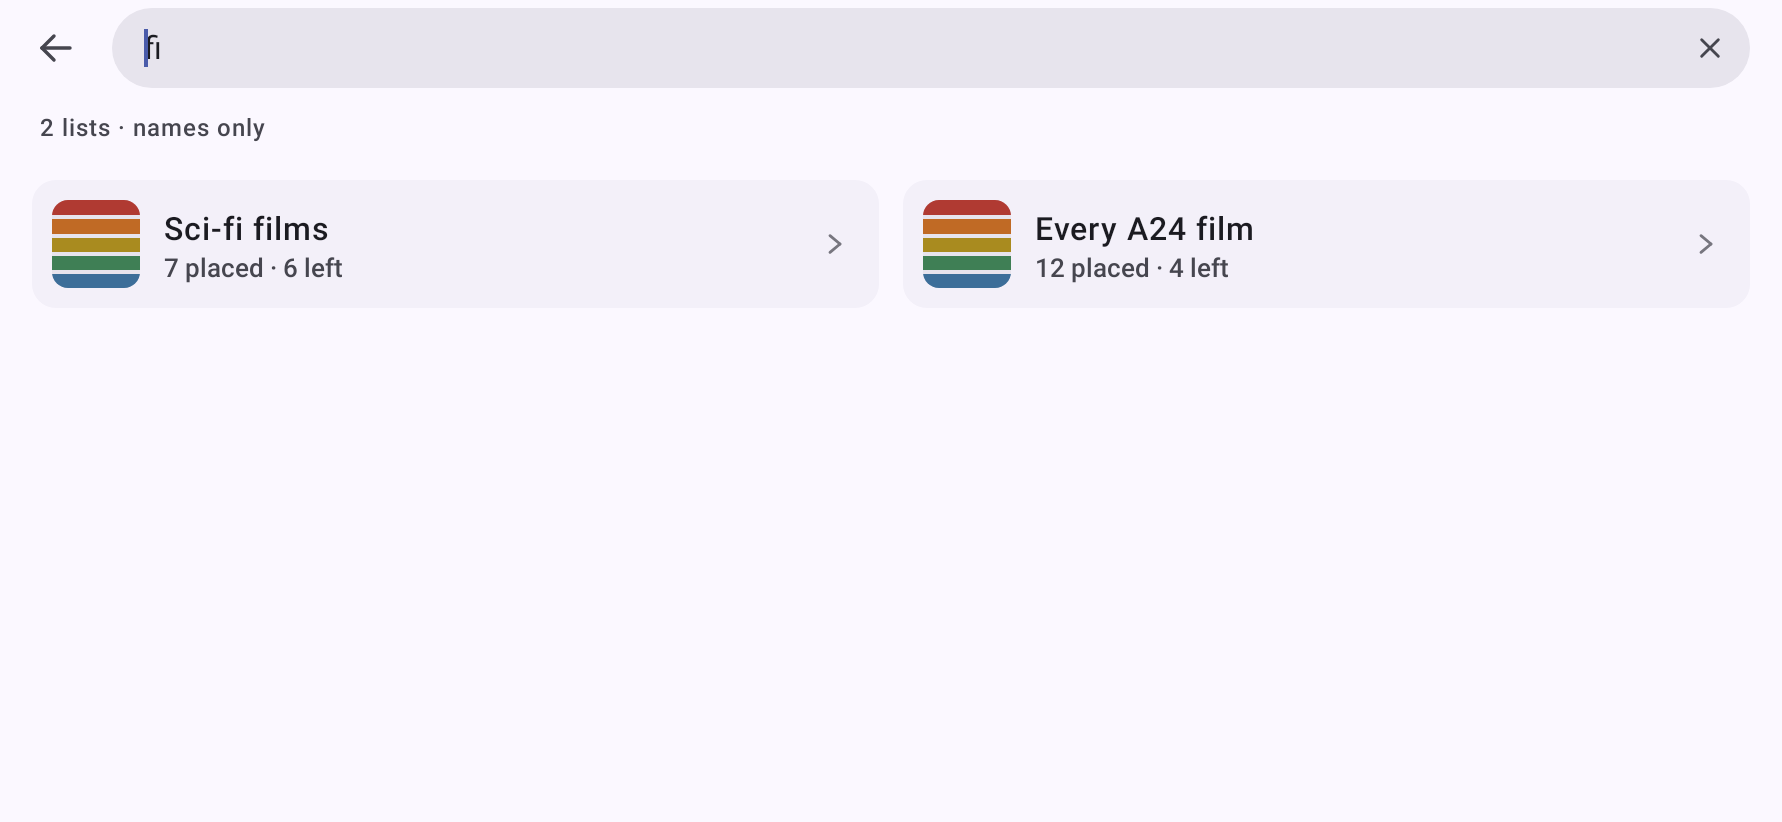 fi
2 lists · names only
Sci-fi films
7 placed · 6 left
Every A24 film
12 placed · 4 left